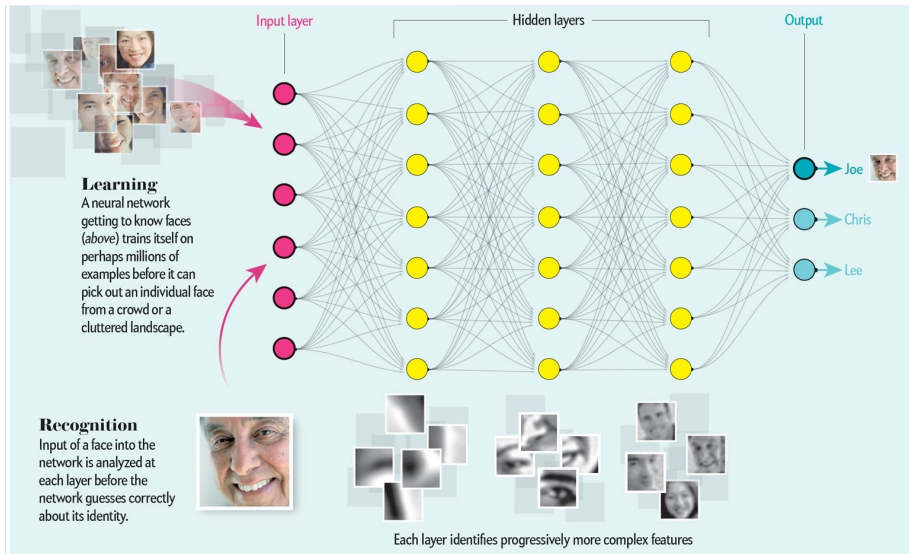 Input layer
Hidden layers
Output
Learning
A neural network
getting to know faces
(above) trains itself on
perhaps millions of
examples before it can
pick out an individual face
from a crowd or a
cluttered landscape.
Joe
Chris
Lee
Recognition
Input of a face into the
network is analyzed at
each layer before the
network guesses correctly
about its identity.
Each layer identifies progressively more complex features